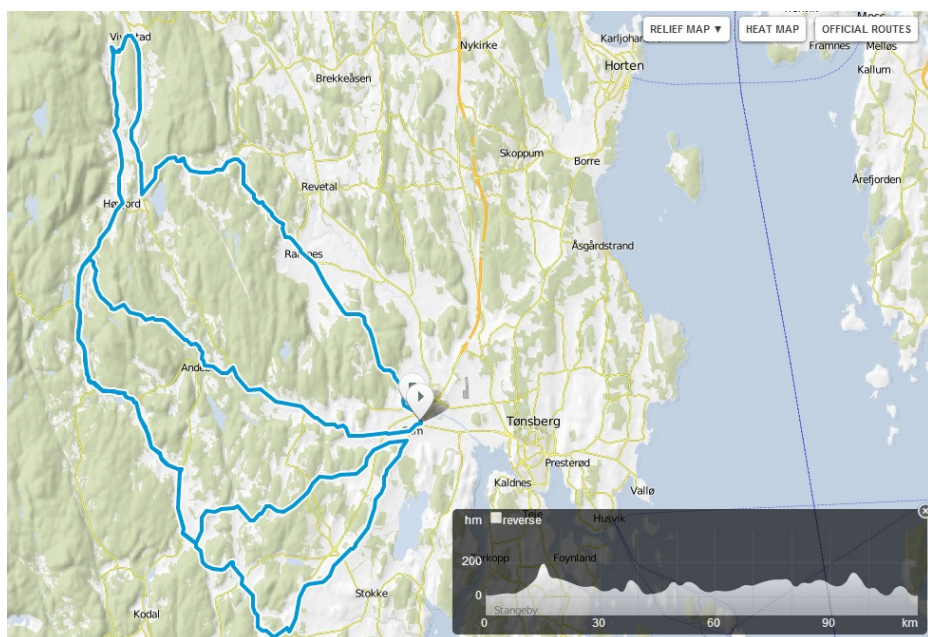 RELIEF MAP ▼ HEAT MAP OFFICIAL ROUTES
Nykirke
Framnes
Melløs
Kallum
Horten
Brekkeåsen
Skoppum
Borre
Revetal
Årefjorden
Åsgårdstrand
Tønsberg
Presterød
Kaldnes
Vallø
Husvik
Foynland
Stokke
Kodal
hm reverse
200
0
Stangeby
0 30 60 90 km